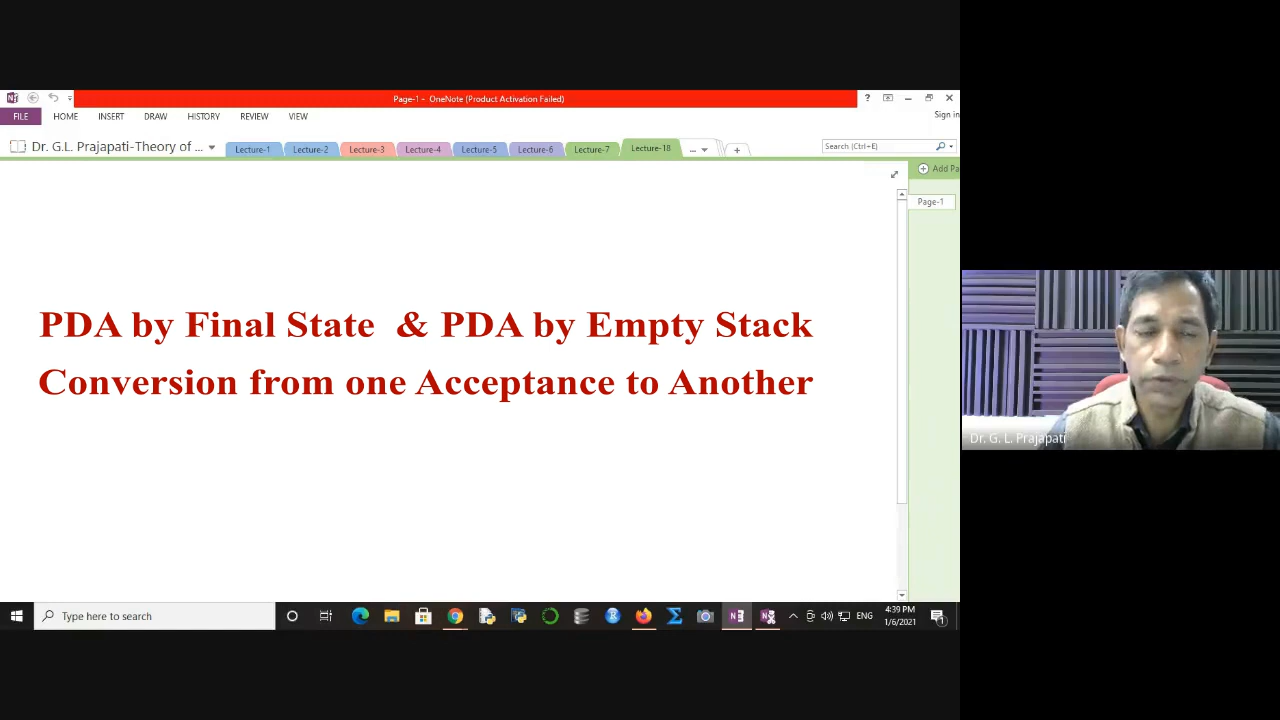 Page-1 - OneNote (Product Activation Failed)
?
FILE HOME INSERT DRAW HISTORY REVIEW VIEW
Sign in
Dr. G.L. Prajapati-Theory of ...
Lecture-1 Lecture-2 Lecture-3 Lecture-4 Lecture-5 Lecture-6 Lecture-7 Lecture-18 ...
Search (Ctrl+E)
Add Pa
Page-1
PDA by Final State & PDA by Empty Stack
Conversion from one Acceptance to Another
Dr. G. L. Prajapati
Type here to search
ENG
4:39 PM
1/6/2021
1